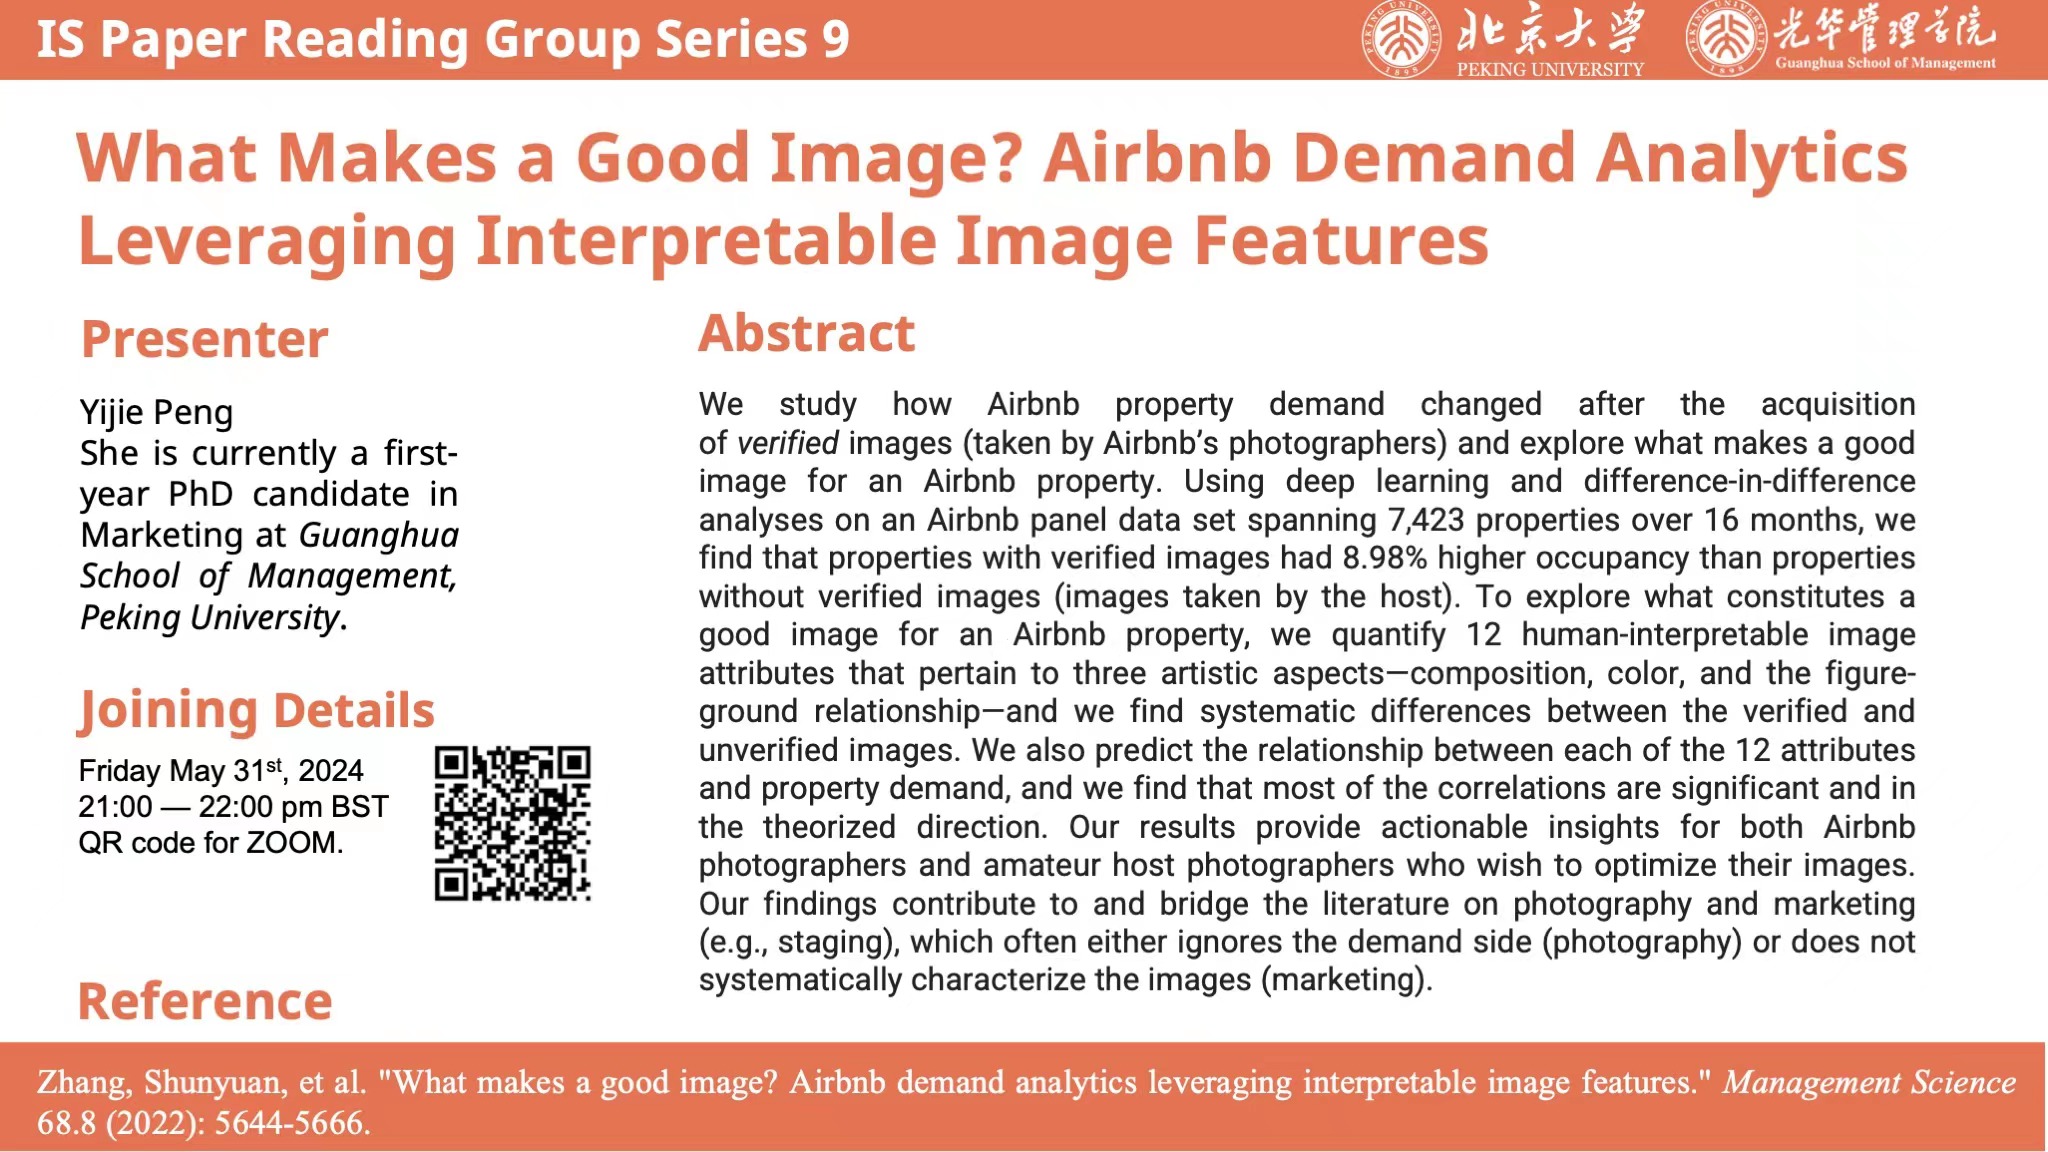 IS Paper Reading Group Series 9
北京大学
PEKING UNIVERSITY
光华管理学院
Guanghua School of Management
PEKING UNIVERSITY
1898
PEKING UNIVERSITY
1898
What Makes a Good Image? Airbnb Demand Analytics
Leveraging Interpretable Image Features
Presenter
Yijie Peng
She is currently a first-
year PhD candidate in
Marketing at Guanghua
School of Management,
Peking University.
Joining Details
Friday May 31st, 2024
21:00 — 22:00 pm BST
QR code for ZOOM.
Reference
Abstract
We study how Airbnb property demand changed after the acquisition
of verified images (taken by Airbnb’s photographers) and explore what makes a good
image for an Airbnb property. Using deep learning and difference-in-difference
analyses on an Airbnb panel data set spanning 7,423 properties over 16 months, we
find that properties with verified images had 8.98% higher occupancy than properties
without verified images (images taken by the host). To explore what constitutes a
good image for an Airbnb property, we quantify 12 human-interpretable image
attributes that pertain to three artistic aspects—composition, color, and the figure-
ground relationship—and we find systematic differences between the verified and
unverified images. We also predict the relationship between each of the 12 attributes
and property demand, and we find that most of the correlations are significant and in
the theorized direction. Our results provide actionable insights for both Airbnb
photographers and amateur host photographers who wish to optimize their images.
Our findings contribute to and bridge the literature on photography and marketing
(e.g., staging), which often either ignores the demand side (photography) or does not
systematically characterize the images (marketing).
Zhang, Shunyuan, et al. "What makes a good image? Airbnb demand analytics leveraging interpretable image features." Management Science
68.8 (2022): 5644-5666.